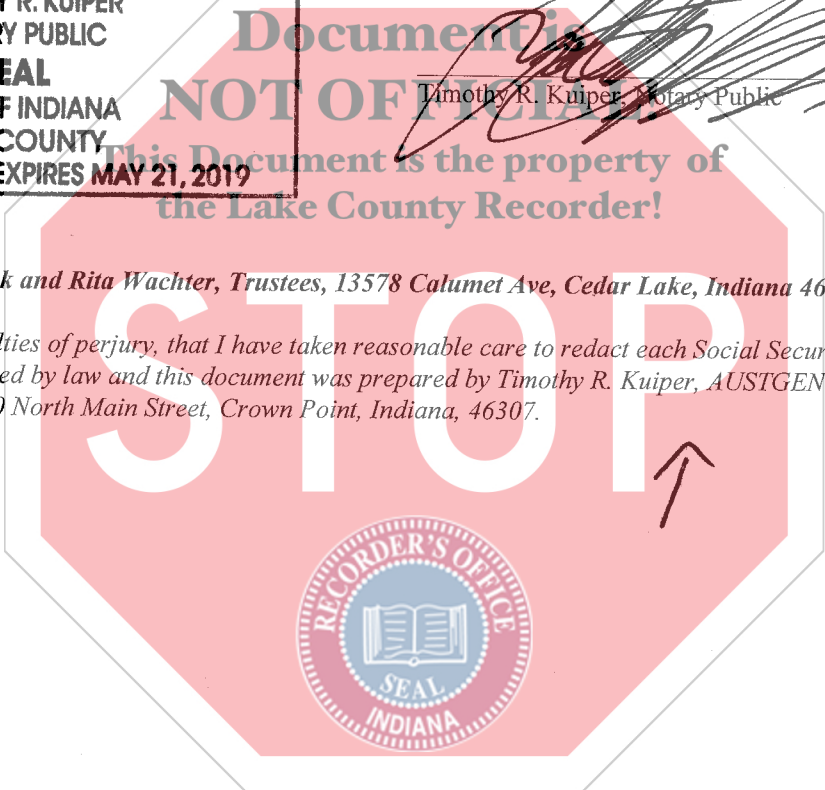 Y R. KUIPER
RY PUBLIC
EAL
F INDIANA
COUNTY
EXPIRES MAY 21, 2019
Timothy R. Kuiper, Notary Public
Document is
NOT OFFICIAL!
This Document is the property of
the Lake County Recorder!
k and Rita Wachter, Trustees, 13578 Calumet Ave, Cedar Lake, Indiana 46
lties of perjury, that I have taken reasonable care to redact each Social Secur
ed by law and this document was prepared by Timothy R. Kuiper, AUSTGEN
0 North Main Street, Crown Point, Indiana, 46307.
STOP
RECORDER'S OFFICE
SEAL
INDIANA